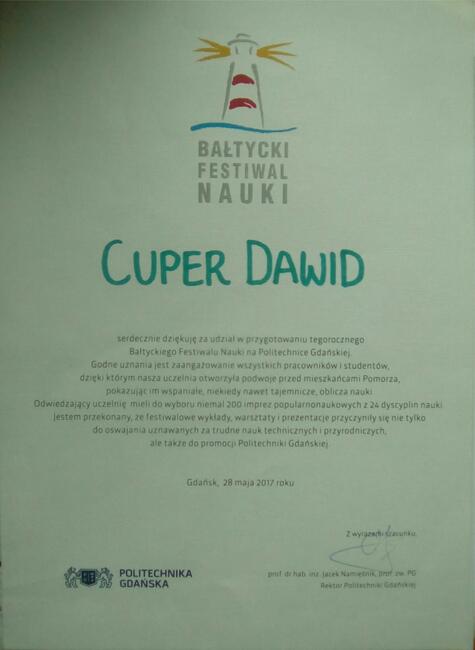 BAŁTYCKI
FESTIWAL
NAUKI
CUPER DAWID
serdecznie dziękuję za udział w przygotowaniu tegorocznego
Bałtyckiego Festiwalu Nauki na Politechnice Gdańskiej.
Godne uznania jest zaangażowanie wszystkich pracowników i studentów,
dzięki którym nasza uczelnia otworzyła podwoje przed mieszkańcami Pomorza,
pokazując im wspaniałe, niekiedy nawet tajemnicze, oblicza nauki.
Odwiedzający uczelnię mieli do wyboru niemal 200 imprez popularnonaukowych z 24 dyscyplin nauki.
Jestem przekonany, że festiwalowe wykłady, warsztaty i prezentacje przyczyniły się nie tylko
do oswajania uznawanych za trudne nauk technicznych i przyrodniczych,
ale także do promocji Politechniki Gdańskiej.
Gdańsk, 28 maja 2017 roku
Z wyrazami szacunku,
prof. dr hab. inż. Jacek Namieśnik, prof. zw. PG
Rektor Politechniki Gdańskiej
POLITECHNIKA
GDAŃSKA